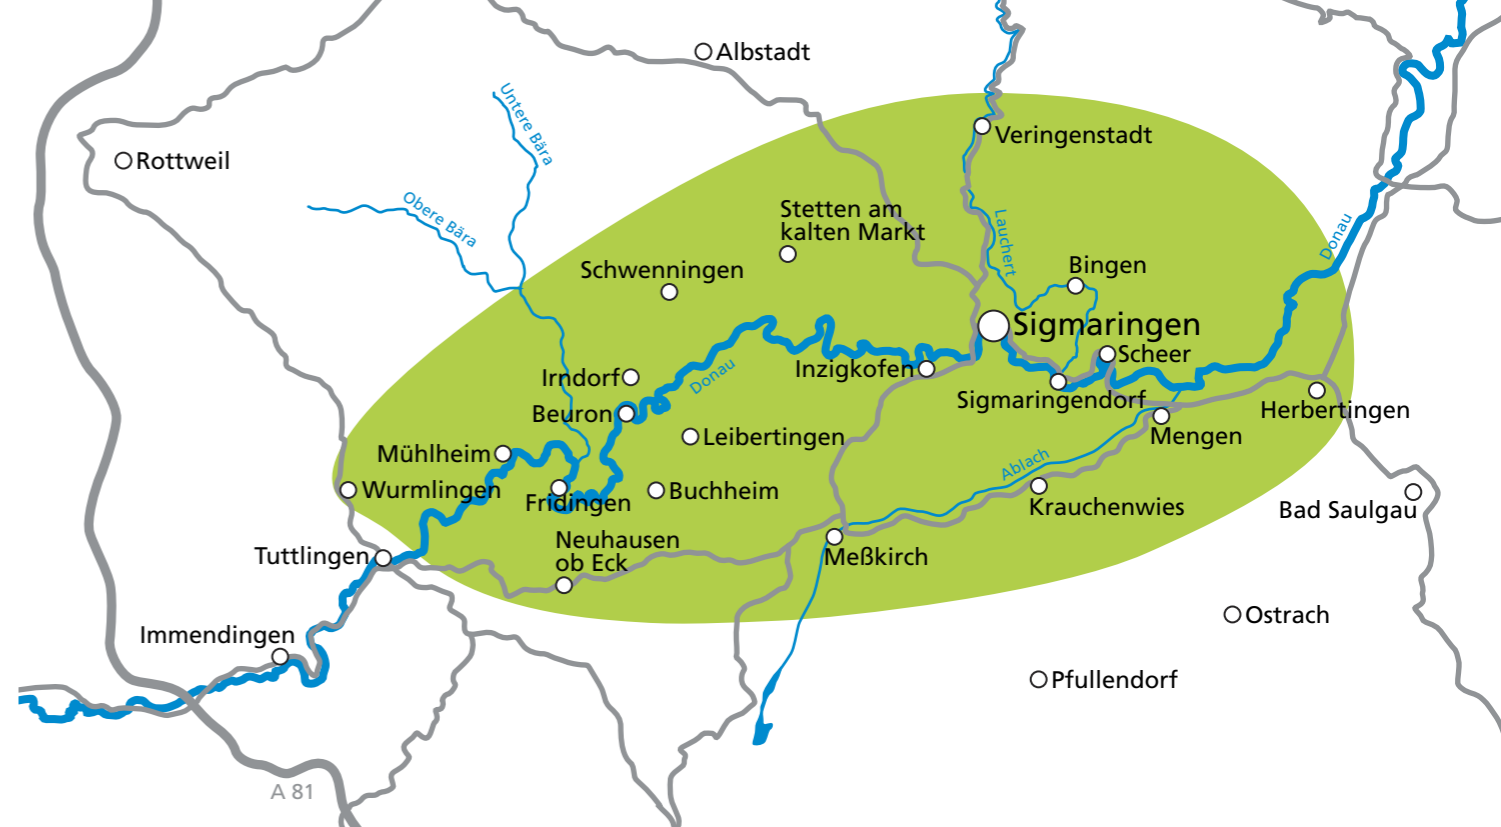 Albstadt
Untere Bära
Veringenstadt
Rottweil
Obere Bära
Stetten am
kalten Markt
Lauchert
Donau
Schwenningen
Bingen
Sigmaringen
Scheer
Inzigkofen
Irndorf
Donau
Sigmaringendorf
Beuron
Herbertingen
Leibertingen
Mengen
Mühlheim
Ablach
Wurmlingen
Fridingen
Buchheim
Krauchenwies
Bad Saulgau
Neuhausen
ob Eck
Tuttlingen
Meßkirch
Ostrach
Immendingen
Pfullendorf
A 81